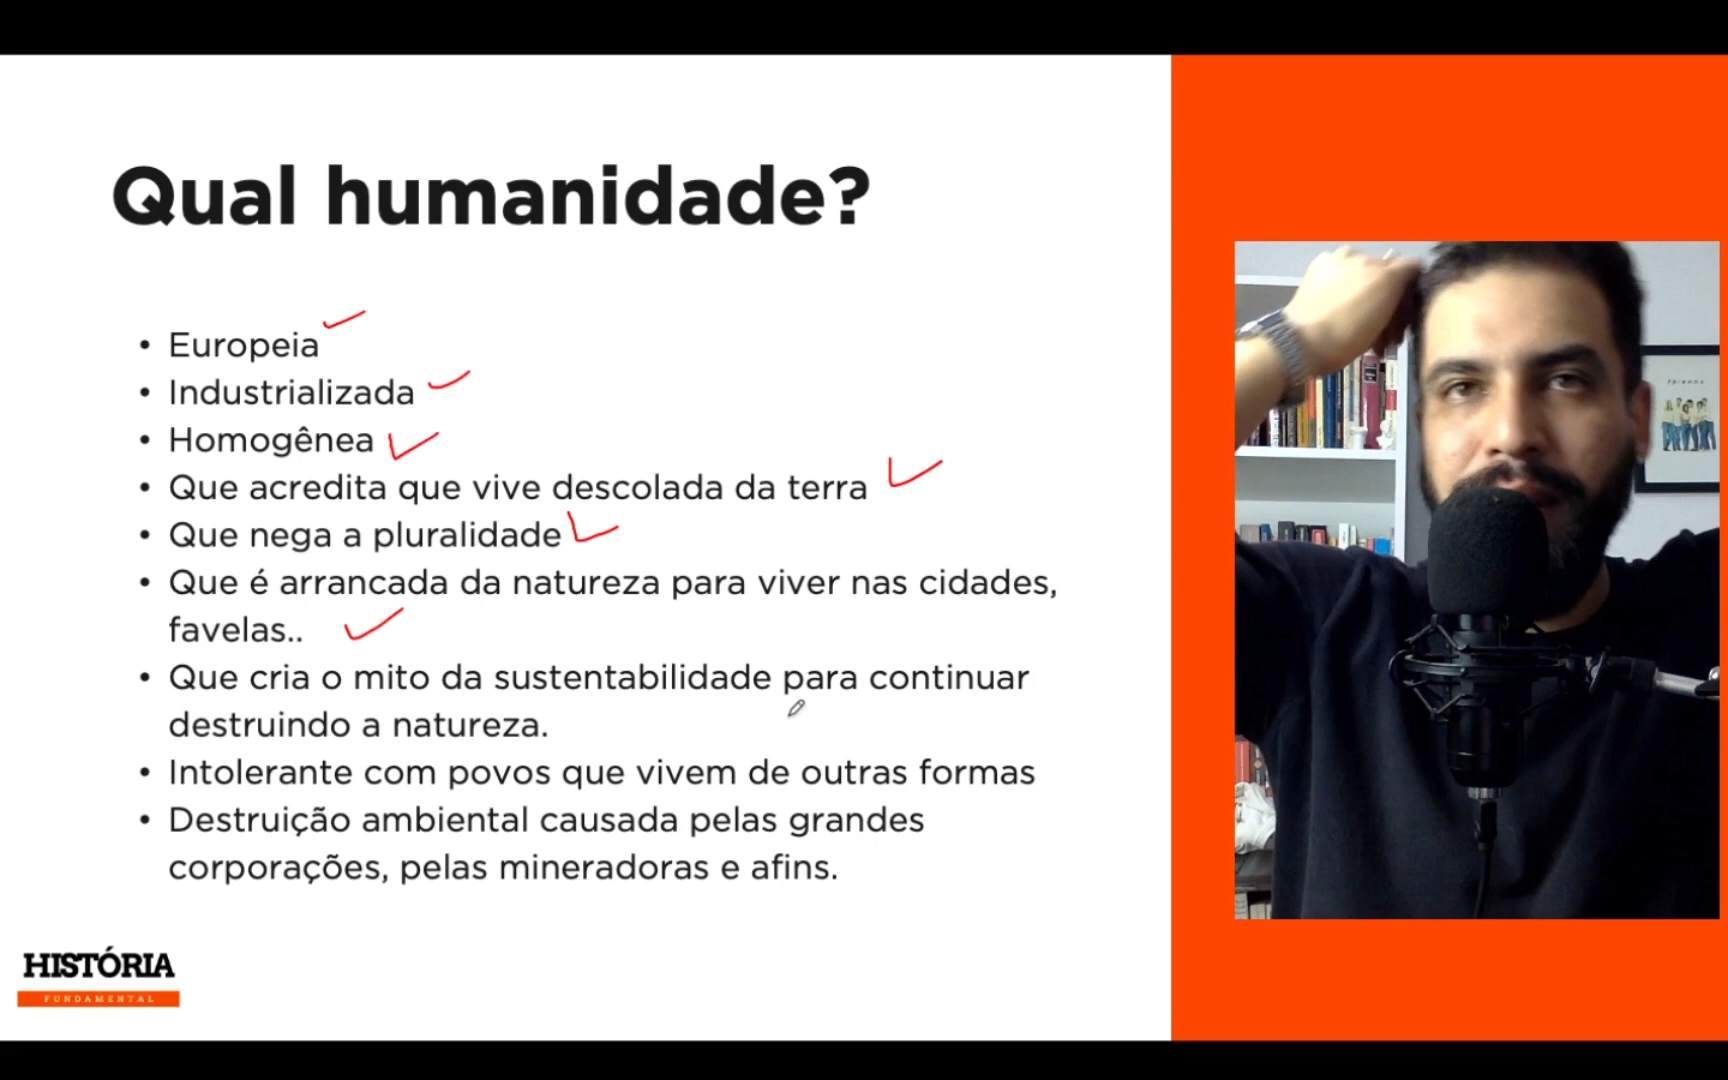 Qual humanidade?
• Europeia
• Industrializada
• Homogênea
• Que acredita que vive descolada da terra
• Que nega a pluralidade
• Que é arrancada da natureza para viver nas cidades,
favelas..
• Que cria o mito da sustentabilidade para continuar
destruindo a natureza.
• Intolerante com povos que vivem de outras formas
• Destruição ambiental causada pelas grandes
corporações, pelas mineradoras e afins.
HISTÓRIA
FUNDAMENTAL
FRIENDS